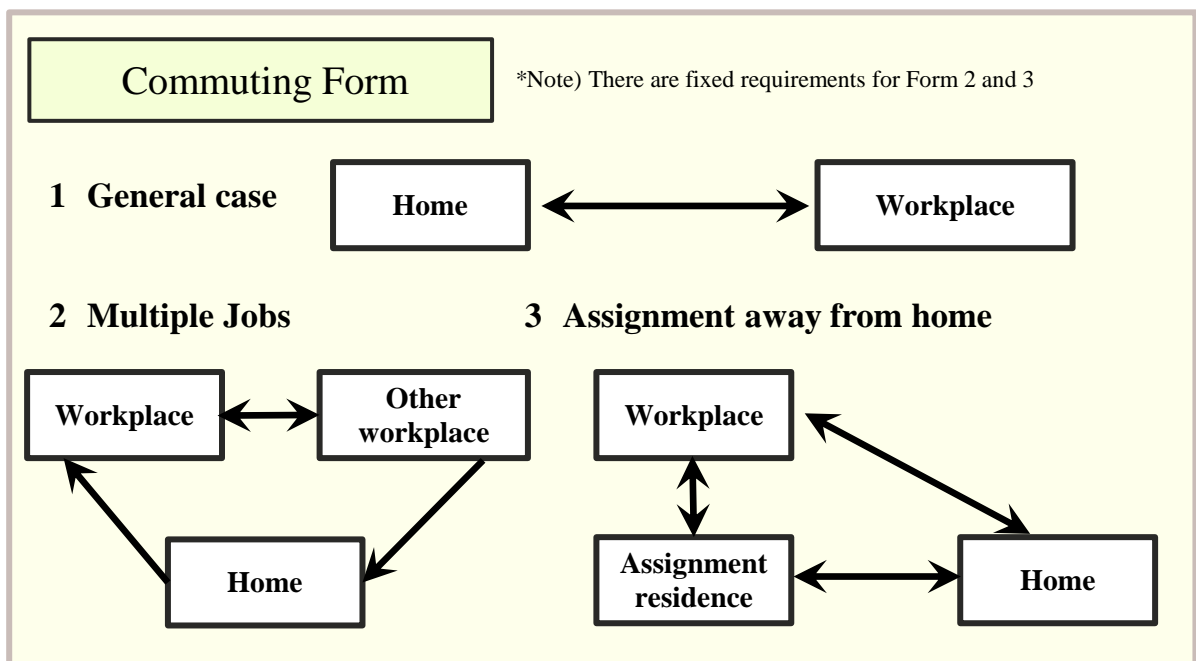 Commuting Form
*Note) There are fixed requirements for Form 2 and 3
1 General case
Home
Workplace
2 Multiple Jobs
3 Assignment away from home
Workplace
Other
workplace
Home
Workplace
Assignment
residence
Home